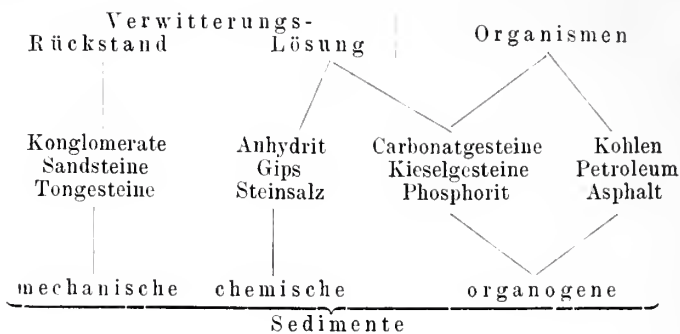 Verwitterungs-
Rückstand Lösung Organismen
Konglomerate Anhydrit Carbonatgesteine Kohlen
Sandsteine Gips Kieselgesteine Petroleum
Tongesteine Steinsalz Phosphorit Asphalt
mechanische chemische organogene
Sedimente